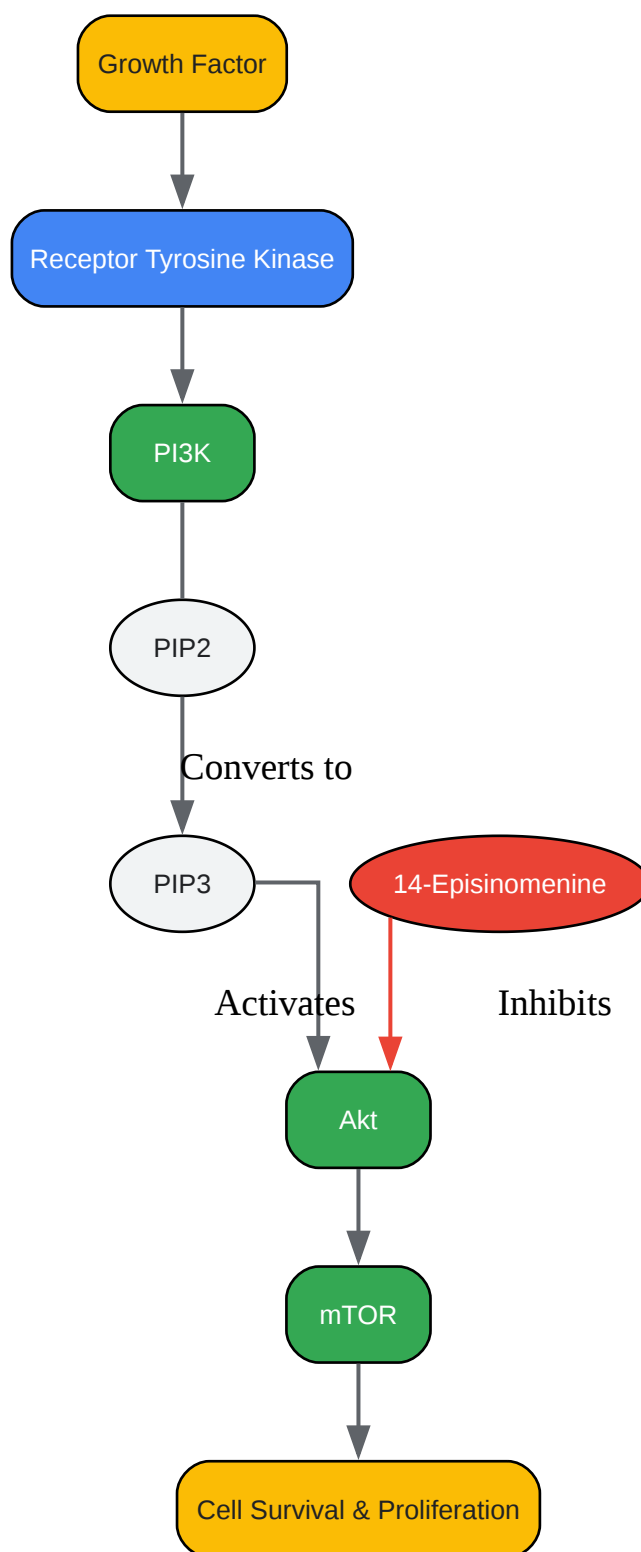 Growth Factor
Receptor Tyrosine Kinase
PI3K
PIP2
Converts to
PIP3
14-Episinomenine
Activates
Inhibits
Akt
mTOR
Cell Survival & Proliferation